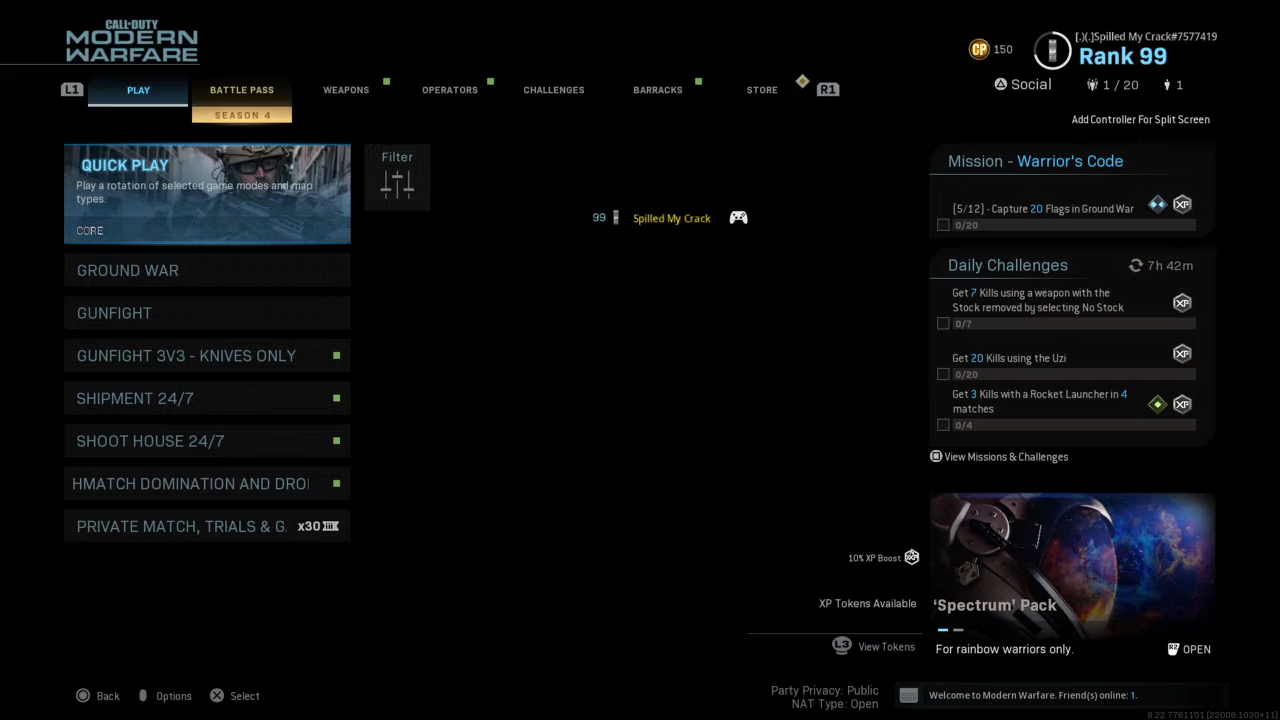 CALL•DUTY
MODERN
WARFARE
CP 150
[.)(.]Spilled My Crack#7577419
Rank 99
Social
1 / 20
1
Add Controller For Split Screen
L1
PLAY
BATTLE PASS
SEASON 4
WEAPONS
OPERATORS
CHALLENGES
BARRACKS
STORE
R1
QUICK PLAY
Play a rotation of selected game modes and map
types.
CORE
GROUND WAR
GUNFIGHT
GUNFIGHT 3V3 - KNIVES ONLY
SHIPMENT 24/7
SHOOT HOUSE 24/7
HMATCH DOMINATION AND DRO
PRIVATE MATCH, TRIALS & G. x30
Filter
99 Spilled My Crack
Mission - Warrior's Code
[5/12] - Capture 20 Flags in Ground War XP
0/20
Daily Challenges 7h 42m
Get 7 Kills using a weapon with the
Stock removed by selecting No Stock XP
0/7
Get 20 Kills using the Uzi XP
0/20
Get 3 Kills with a Rocket Launcher in 4
matches XP
0/4
View Missions & Challenges
10% XP Boost
XP Tokens Available
L3 View Tokens
'Spectrum' Pack
For rainbow warriors only.
R2 OPEN
Back
Options
Select
Party Privacy: Public
NAT Type: Open
Welcome to Modern Warfare. Friend(s) online: 1.